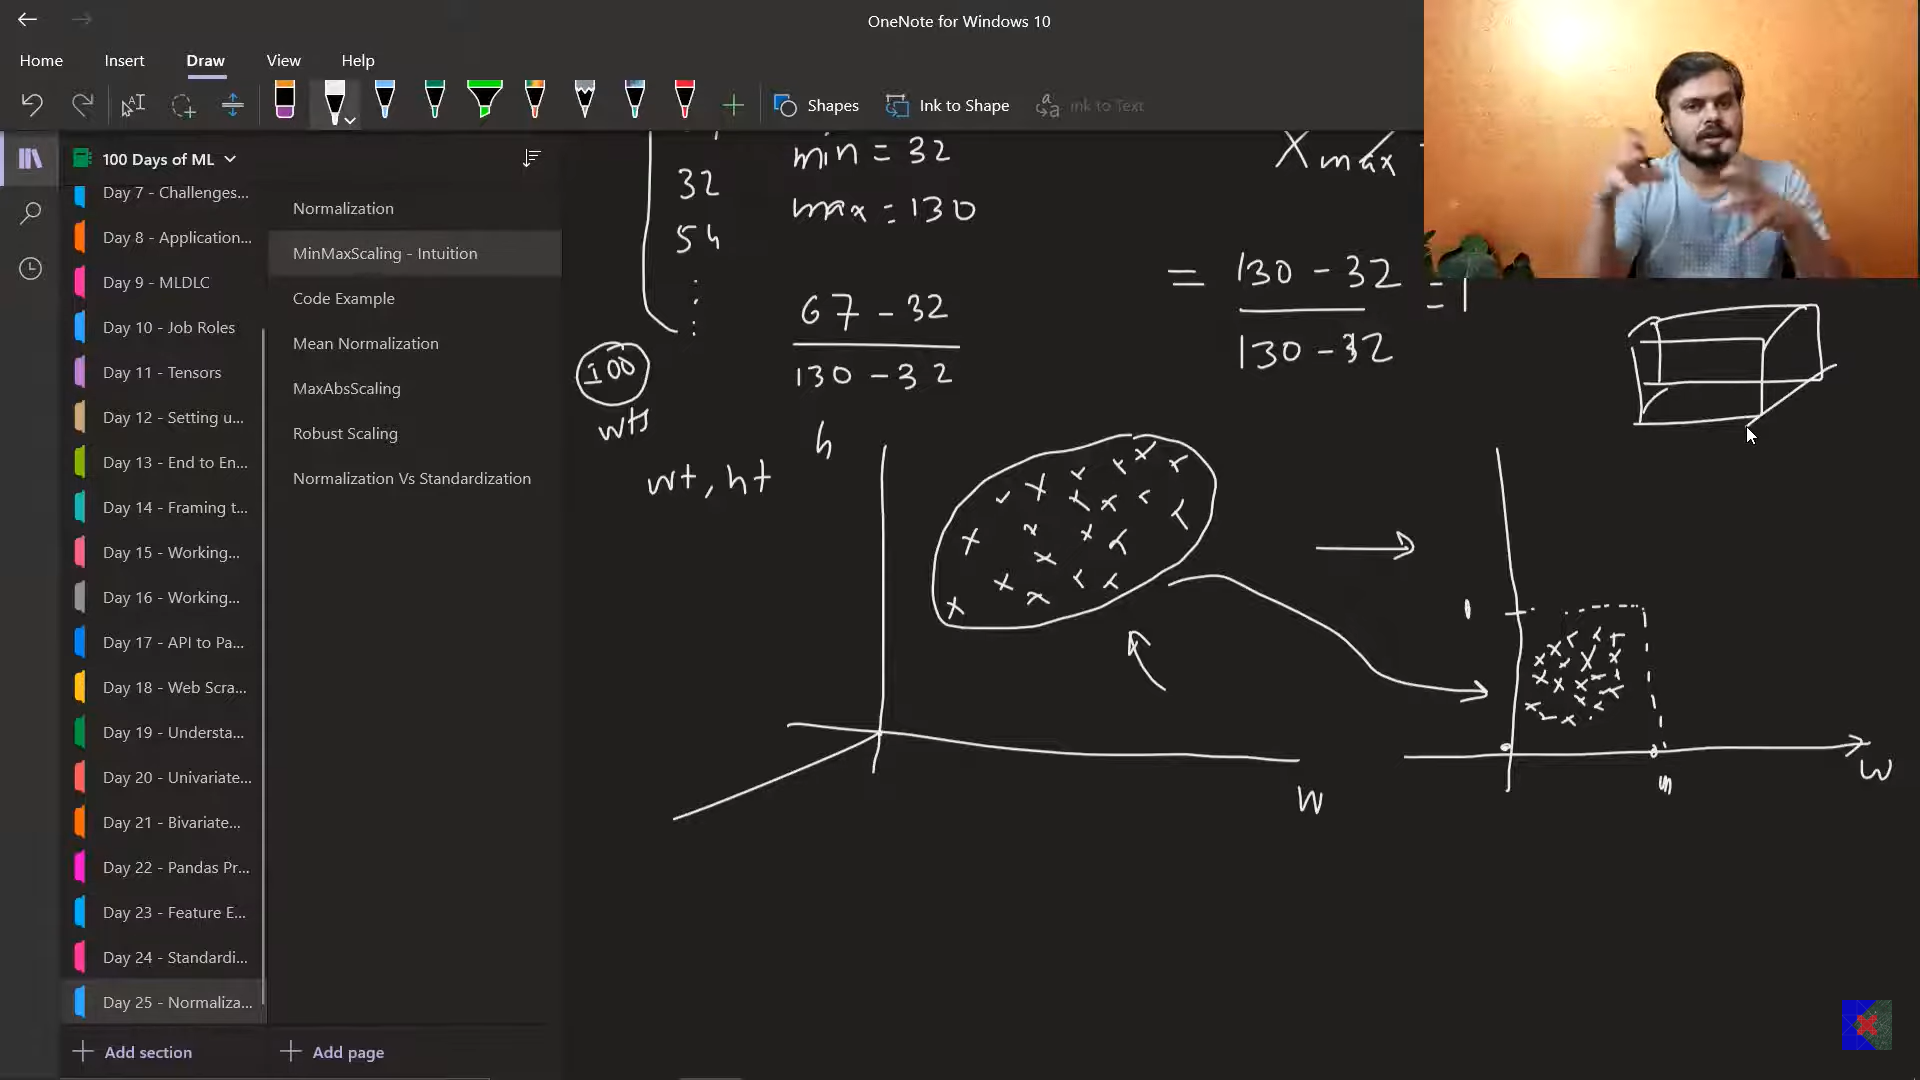 OneNote for Windows 10
Home Insert Draw View Help
Shapes Ink to Shape Ink to Text
100 Days of ML
Day 7 - Challenges...
Day 8 - Application...
Day 9 - MLDLC
Day 10 - Job Roles
Day 11 - Tensors
Day 12 - Setting u...
Day 13 - End to En...
Day 14 - Framing t...
Day 15 - Working...
Day 16 - Working...
Day 17 - API to Pa...
Day 18 - Web Scra...
Day 19 - Understa...
Day 20 - Univariate...
Day 21 - Bivariate...
Day 22 - Pandas Pr...
Day 23 - Feature E...
Day 24 - Standardi...
Day 25 - Normaliza...
Add section
Normalization
MinMaxScaling - Intuition
Code Example
Mean Normalization
MaxAbsScaling
Robust Scaling
Normalization Vs Standardization
Add page
32
54
100
wts
min = 32
max = 130
67 - 32
130 - 32
Xmax
= 130 - 32 = 1
130 - 32
wt, ht
h
W
1
W